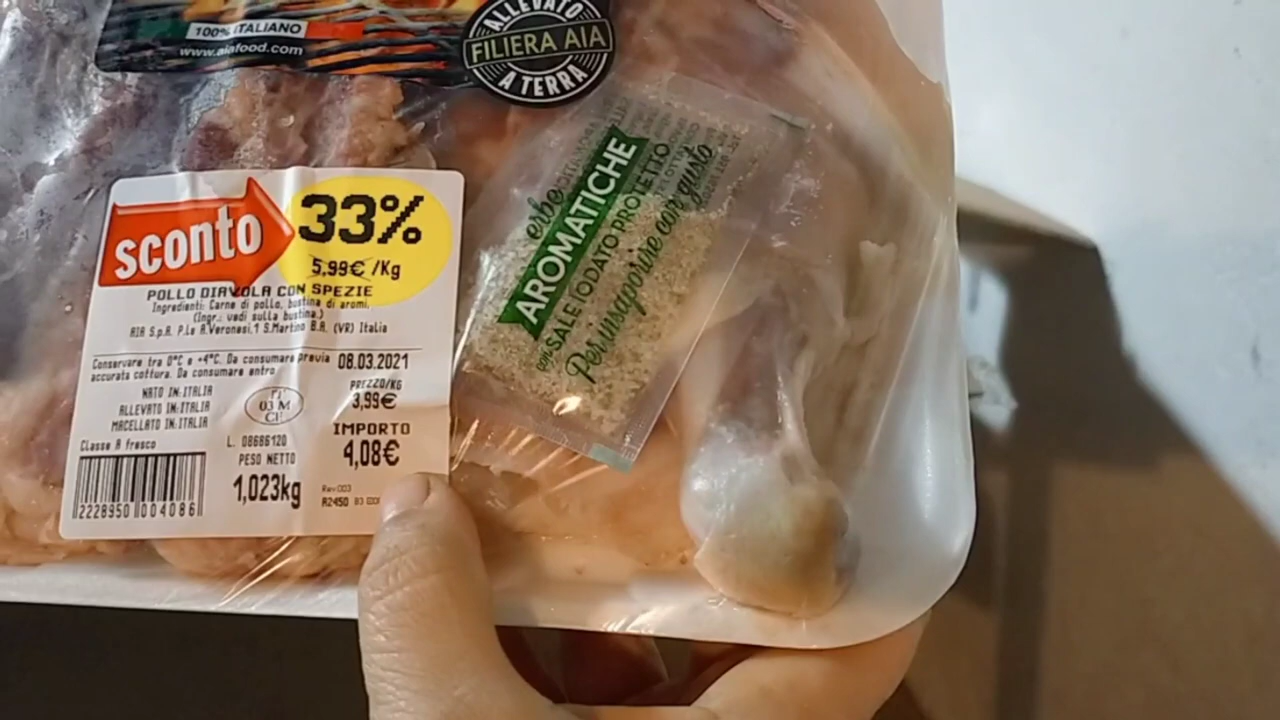 100% ITALIANO
www.aiafood.com
ALLEVATO
FILIERA AIA
A TERRA
sconto
33%
5,99€ /Kg
POLLO DIAVOLA CON SPEZIE
Ingredienti: Carne di pollo, bustina di aromi.
(Ingr.: vedi sulla bustina.)
AIA S.p.A. P.le A.Veronesi,1 S.Martino B.A. (VR) Italia
Conservare tra 0°C e +4°C. Da consumare previa
accurata cottura. Da consumare entro
08.03.2021
NATO IN:ITALIA
ALLEVATO IN:ITALIA
MACELLATO IN:ITALIA
03 M
PREZZO/KG
3,99€
IMPORTO
4,08€
Classe A fresco
L. 08686120
PESO NETTO
1,023kg
2228950 004086
Rev003
A2450
erbe
AROMATICHE
con SALE IODATO PROTETTO
Per insaporire con gusto